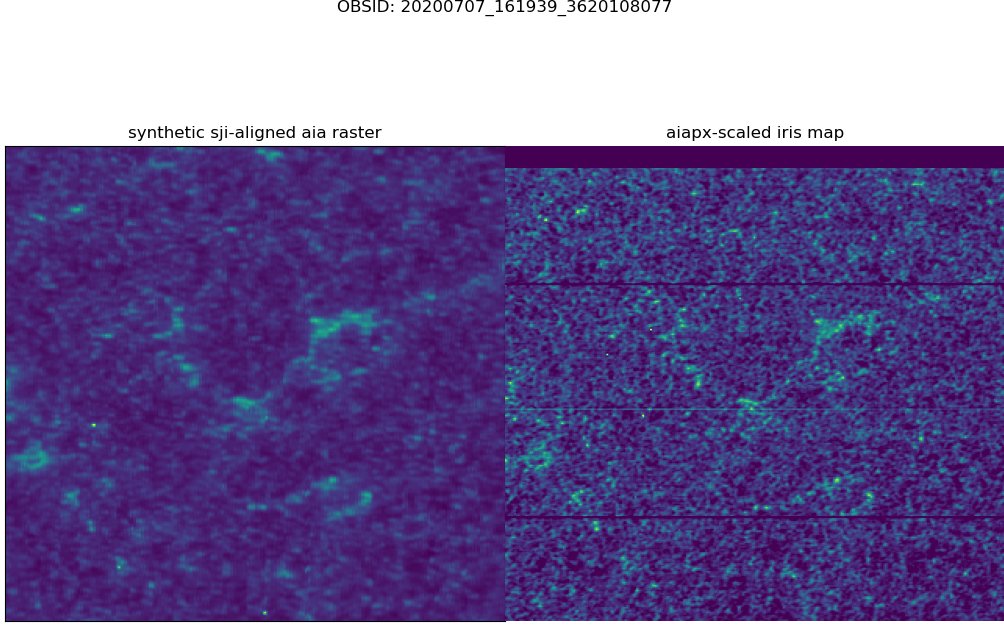 OBSID: 20200707_161939_3620108077
synthetic sji-aligned aia raster
aiapx-scaled iris map